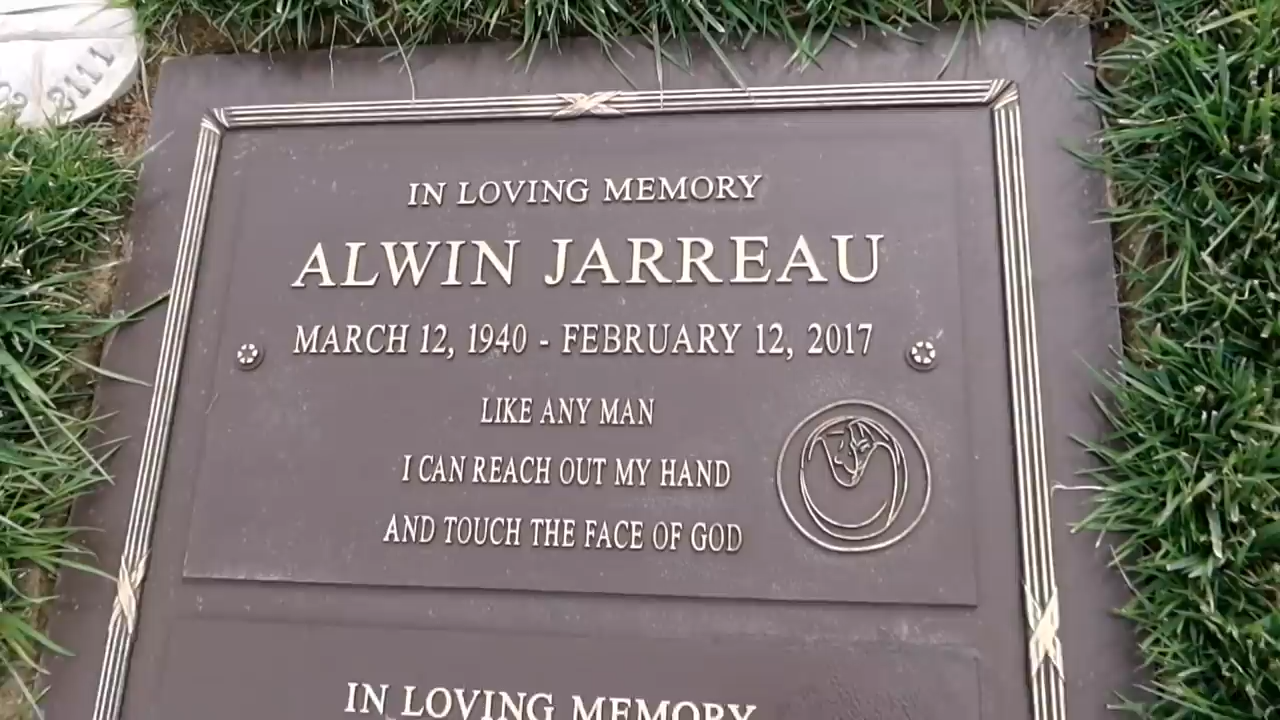 2111
IN LOVING MEMORY
ALWIN JARREAU
MARCH 12, 1940 - FEBRUARY 12, 2017
LIKE ANY MAN
I CAN REACH OUT MY HAND
AND TOUCH THE FACE OF GOD
IN LOVING MEMORY